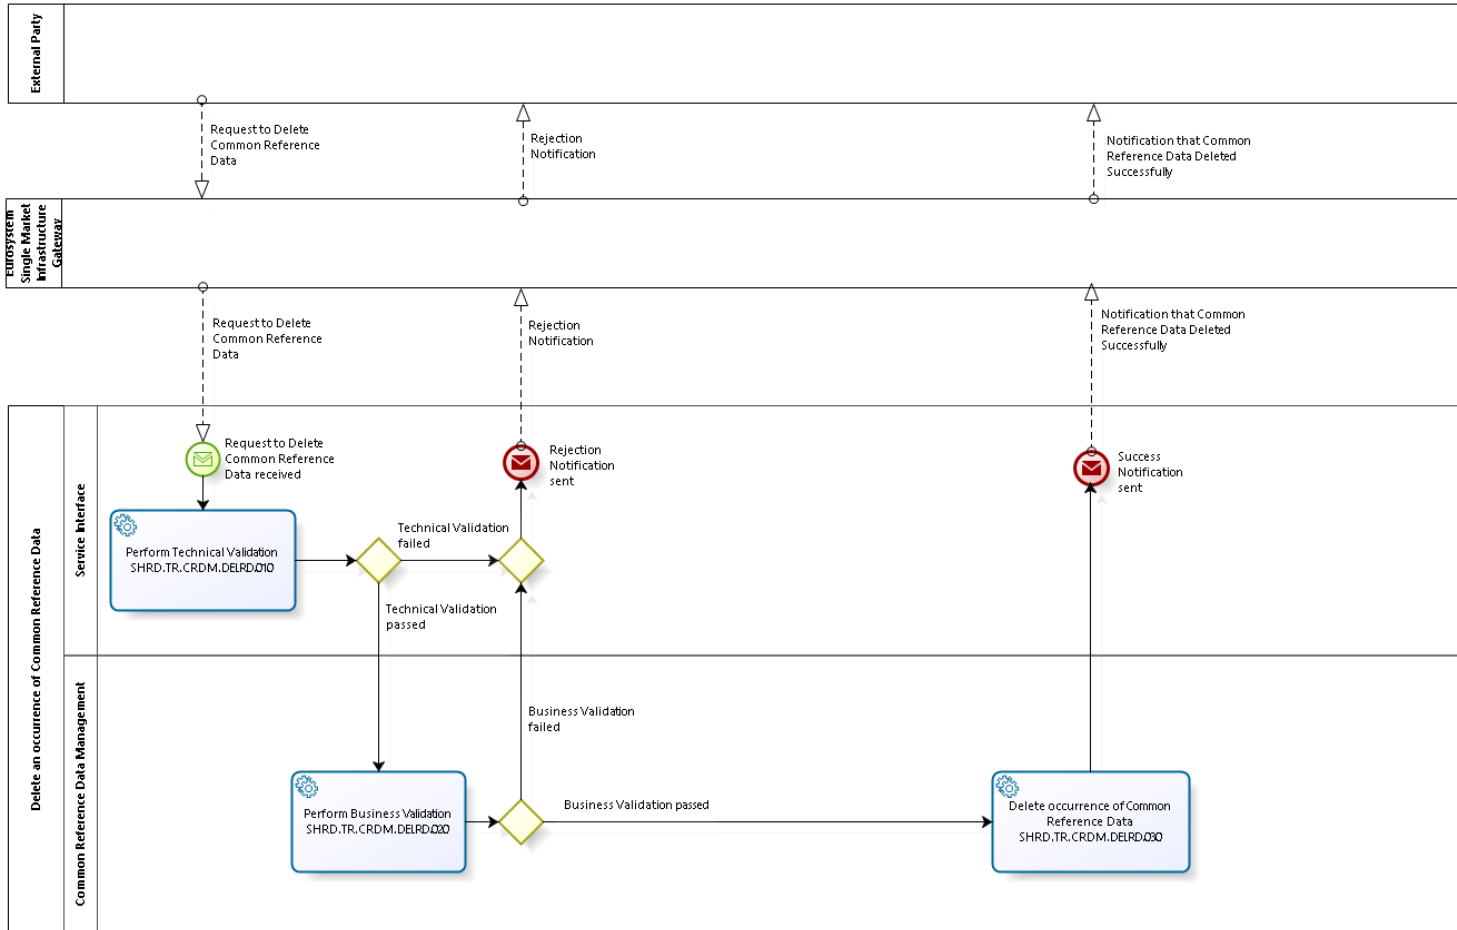 External Party
Request to Delete
Common Reference
Data
Rejection
Notification
Notification that Common
Reference Data Deleted
Successfully
Eurosystem
Single Market
Infrastructure
Gateway
Request to Delete
Common Reference
Data
Rejection
Notification
Notification that Common
Reference Data Deleted
Successfully
Delete an occurrence of Common Reference Data
Service Interface
Request to Delete
Common Reference
Data received
Rejection
Notification
sent
Success
Notification
sent
Perform Technical Validation
SHRD.TR.CRDM.DELRD.010
Technical Validation
failed
Technical Validation
passed
Common Reference Data Management
Business Validation
failed
Perform Business Validation
SHRD.TR.CRDM.DELRD.020
Business Validation passed
Delete occurrence of Common
Reference Data
SHRD.TR.CRDM.DELRD.030